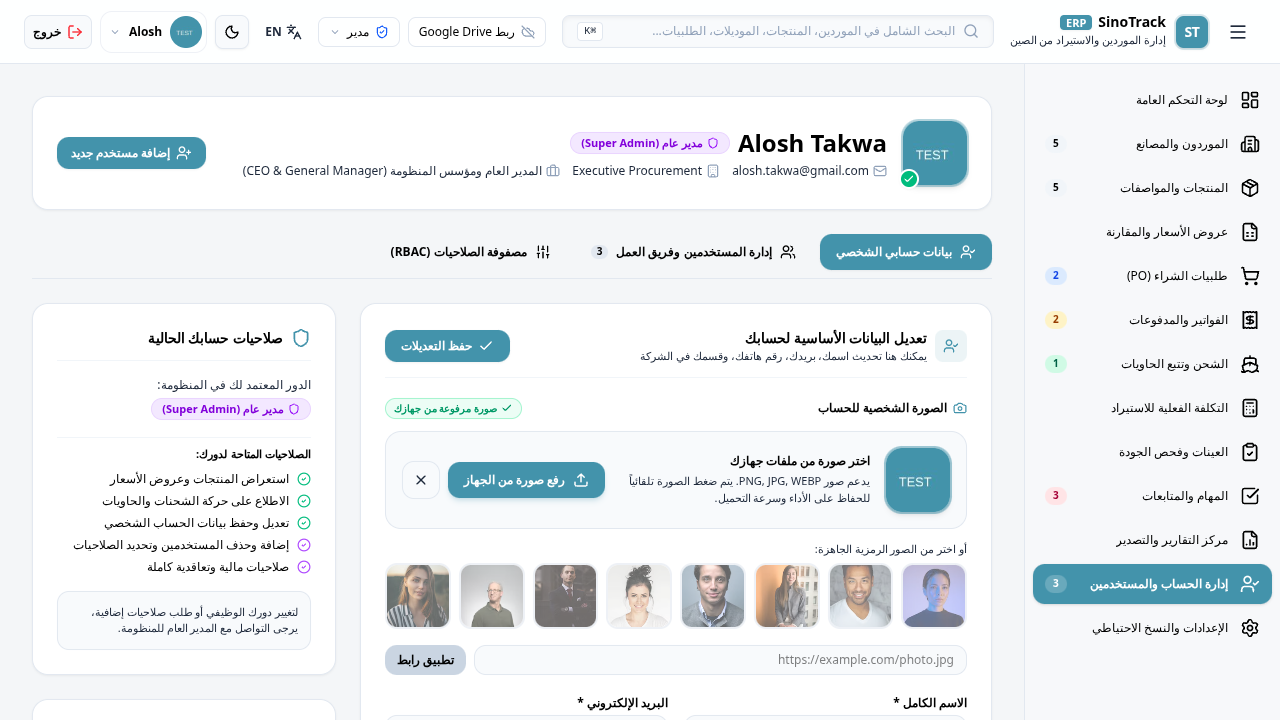 ST
SinoTrack ERP
إدارة الموردين والاستيراد من الصين
البحث الشامل في الموردين، المنتجات، الموديلات، الطلبيات...
⌘K
ربط Google Drive
مدير
EN
TEST
Alosh
خروج
لوحة التحكم العامة
الموردون والمصانع 5
المنتجات والمواصفات 5
عروض الأسعار والمقارنة
طلبيات الشراء (PO) 2
الفواتير والمدفوعات 2
الشحن وتتبع الحاويات 1
التكلفة الفعلية للاستيراد
العينات وفحص الجودة
المهام والمتابعات 3
مركز التقارير والتصدير
إدارة الحساب والمستخدمين 3
الإعدادات والنسخ الاحتياطي
TEST
Alosh Takwa
مدير عام (Super Admin)
alosh.takwa@gmail.com
Executive Procurement
المدير العام ومؤسس المنظومة (CEO & General Manager)
إضافة مستخدم جديد
بيانات حسابي الشخصي
إدارة المستخدمين وفريق العمل 3
مصفوفة الصلاحيات (RBAC)
تعديل البيانات الأساسية لحسابك
يمكنك هنا تحديث اسمك، بريدك، رقم هاتفك، وقسمك في الشركة
حفظ التعديلات
الصورة الشخصية للحساب
صورة مرفوعة من جهازك
TEST
اختر صورة من ملفات جهازك
يدعم صور PNG, JPG, WEBP. يتم ضغط الصورة تلقائياً
للحفاظ على الأداء وسرعة التحميل.
رفع صورة من الجهاز
أو اختر من الصور الرمزية الجاهزة:
https://example.com/photo.jpg
تطبيق رابط
الاسم الكامل *
البريد الإلكتروني *
صلاحيات حسابك الحالية
الدور المعتمد لك في المنظومة:
مدير عام (Super Admin)
الصلاحيات المتاحة لدورك:
استعراض المنتجات وعروض الأسعار
الاطلاع على حركة الشحنات والحاويات
تعديل وحفظ بيانات الحساب الشخصي
إضافة وحذف المستخدمين وتحديد الصلاحيات
صلاحيات مالية وتعاقدية كاملة
لتغيير دورك الوظيفي أو طلب صلاحيات إضافية،
يرجى التواصل مع المدير العام للمنظومة.